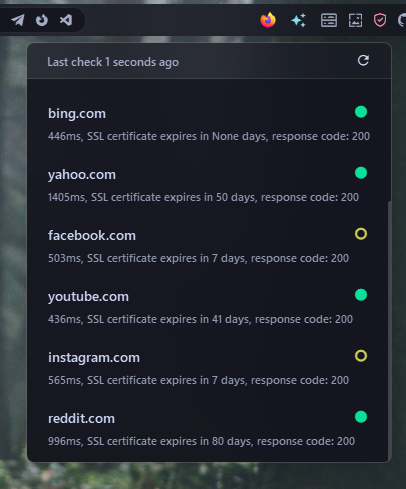 Last check 1 seconds ago
bing.com
446ms, SSL certificate expires in None days, response code: 200
yahoo.com
1405ms, SSL certificate expires in 50 days, response code: 200
facebook.com
503ms, SSL certificate expires in 7 days, response code: 200
youtube.com
436ms, SSL certificate expires in 41 days, response code: 200
instagram.com
565ms, SSL certificate expires in 7 days, response code: 200
reddit.com
996ms, SSL certificate expires in 80 days, response code: 200